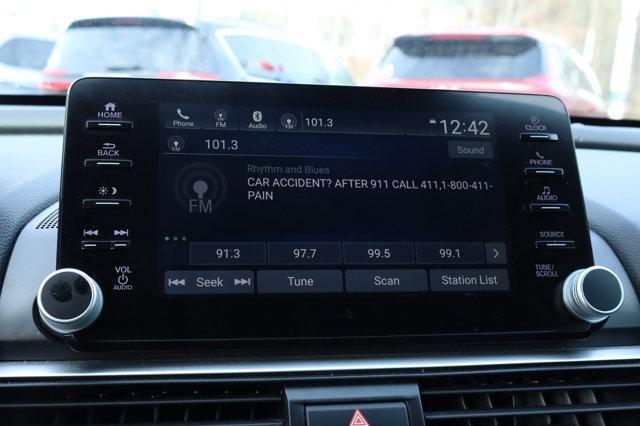 HOME
BACK
VOL
AUDIO
Phone
FM
Audio
101.3
12:42
FM
101.3
Sound
Rhythm and Blues
CAR ACCIDENT? AFTER 911 CALL 411,1-800-411-
PAIN
FM
91.3 97.7 99.5 99.1
Seek Tune Scan Station List
CLOCK
PHONE
AUDIO
SOURCE
TUNE/
SCROLL